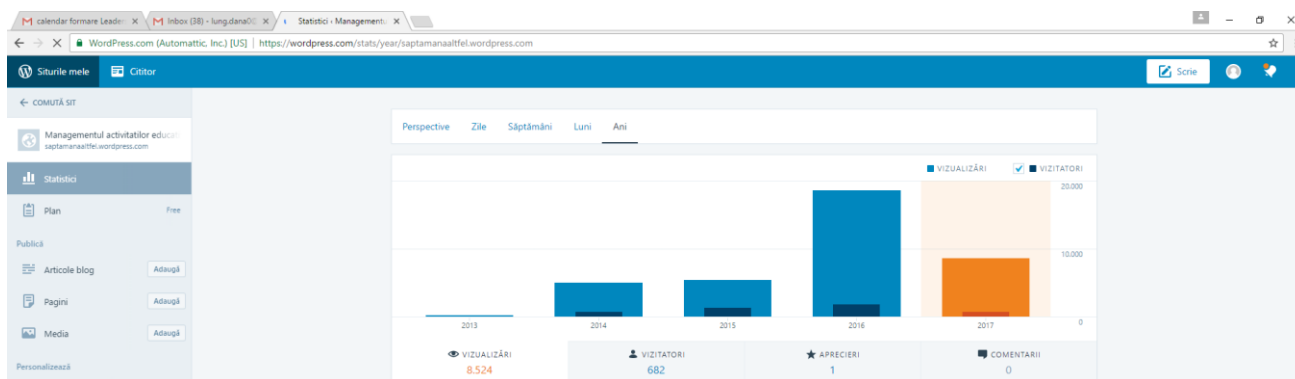 calendar formare Leader
Inbox (38) - lung.dana0
Statistici ‹ Managementu
WordPress.com (Automattic, Inc.) [US] | https://wordpress.com/stats/year/saptamanaaltfel.wordpress.com
Siturile mele
Cititor
Scrie
COMUTĂ SIT
Managementul activitatilor educati
saptamanaaltfel.wordpress.com
Statistici
Plan Free
Publică
Articole blog Adaugă
Pagini Adaugă
Media Adaugă
Personalizează
Perspective Zile Săptămâni Luni Ani
VIZUALIZĂRI VIZITATORI
20.000
10.000
0
2013 2014 2015 2016 2017
VIZUALIZĂRI VIZITATORI APRECIERI COMENTARII
8.524 682 1 0